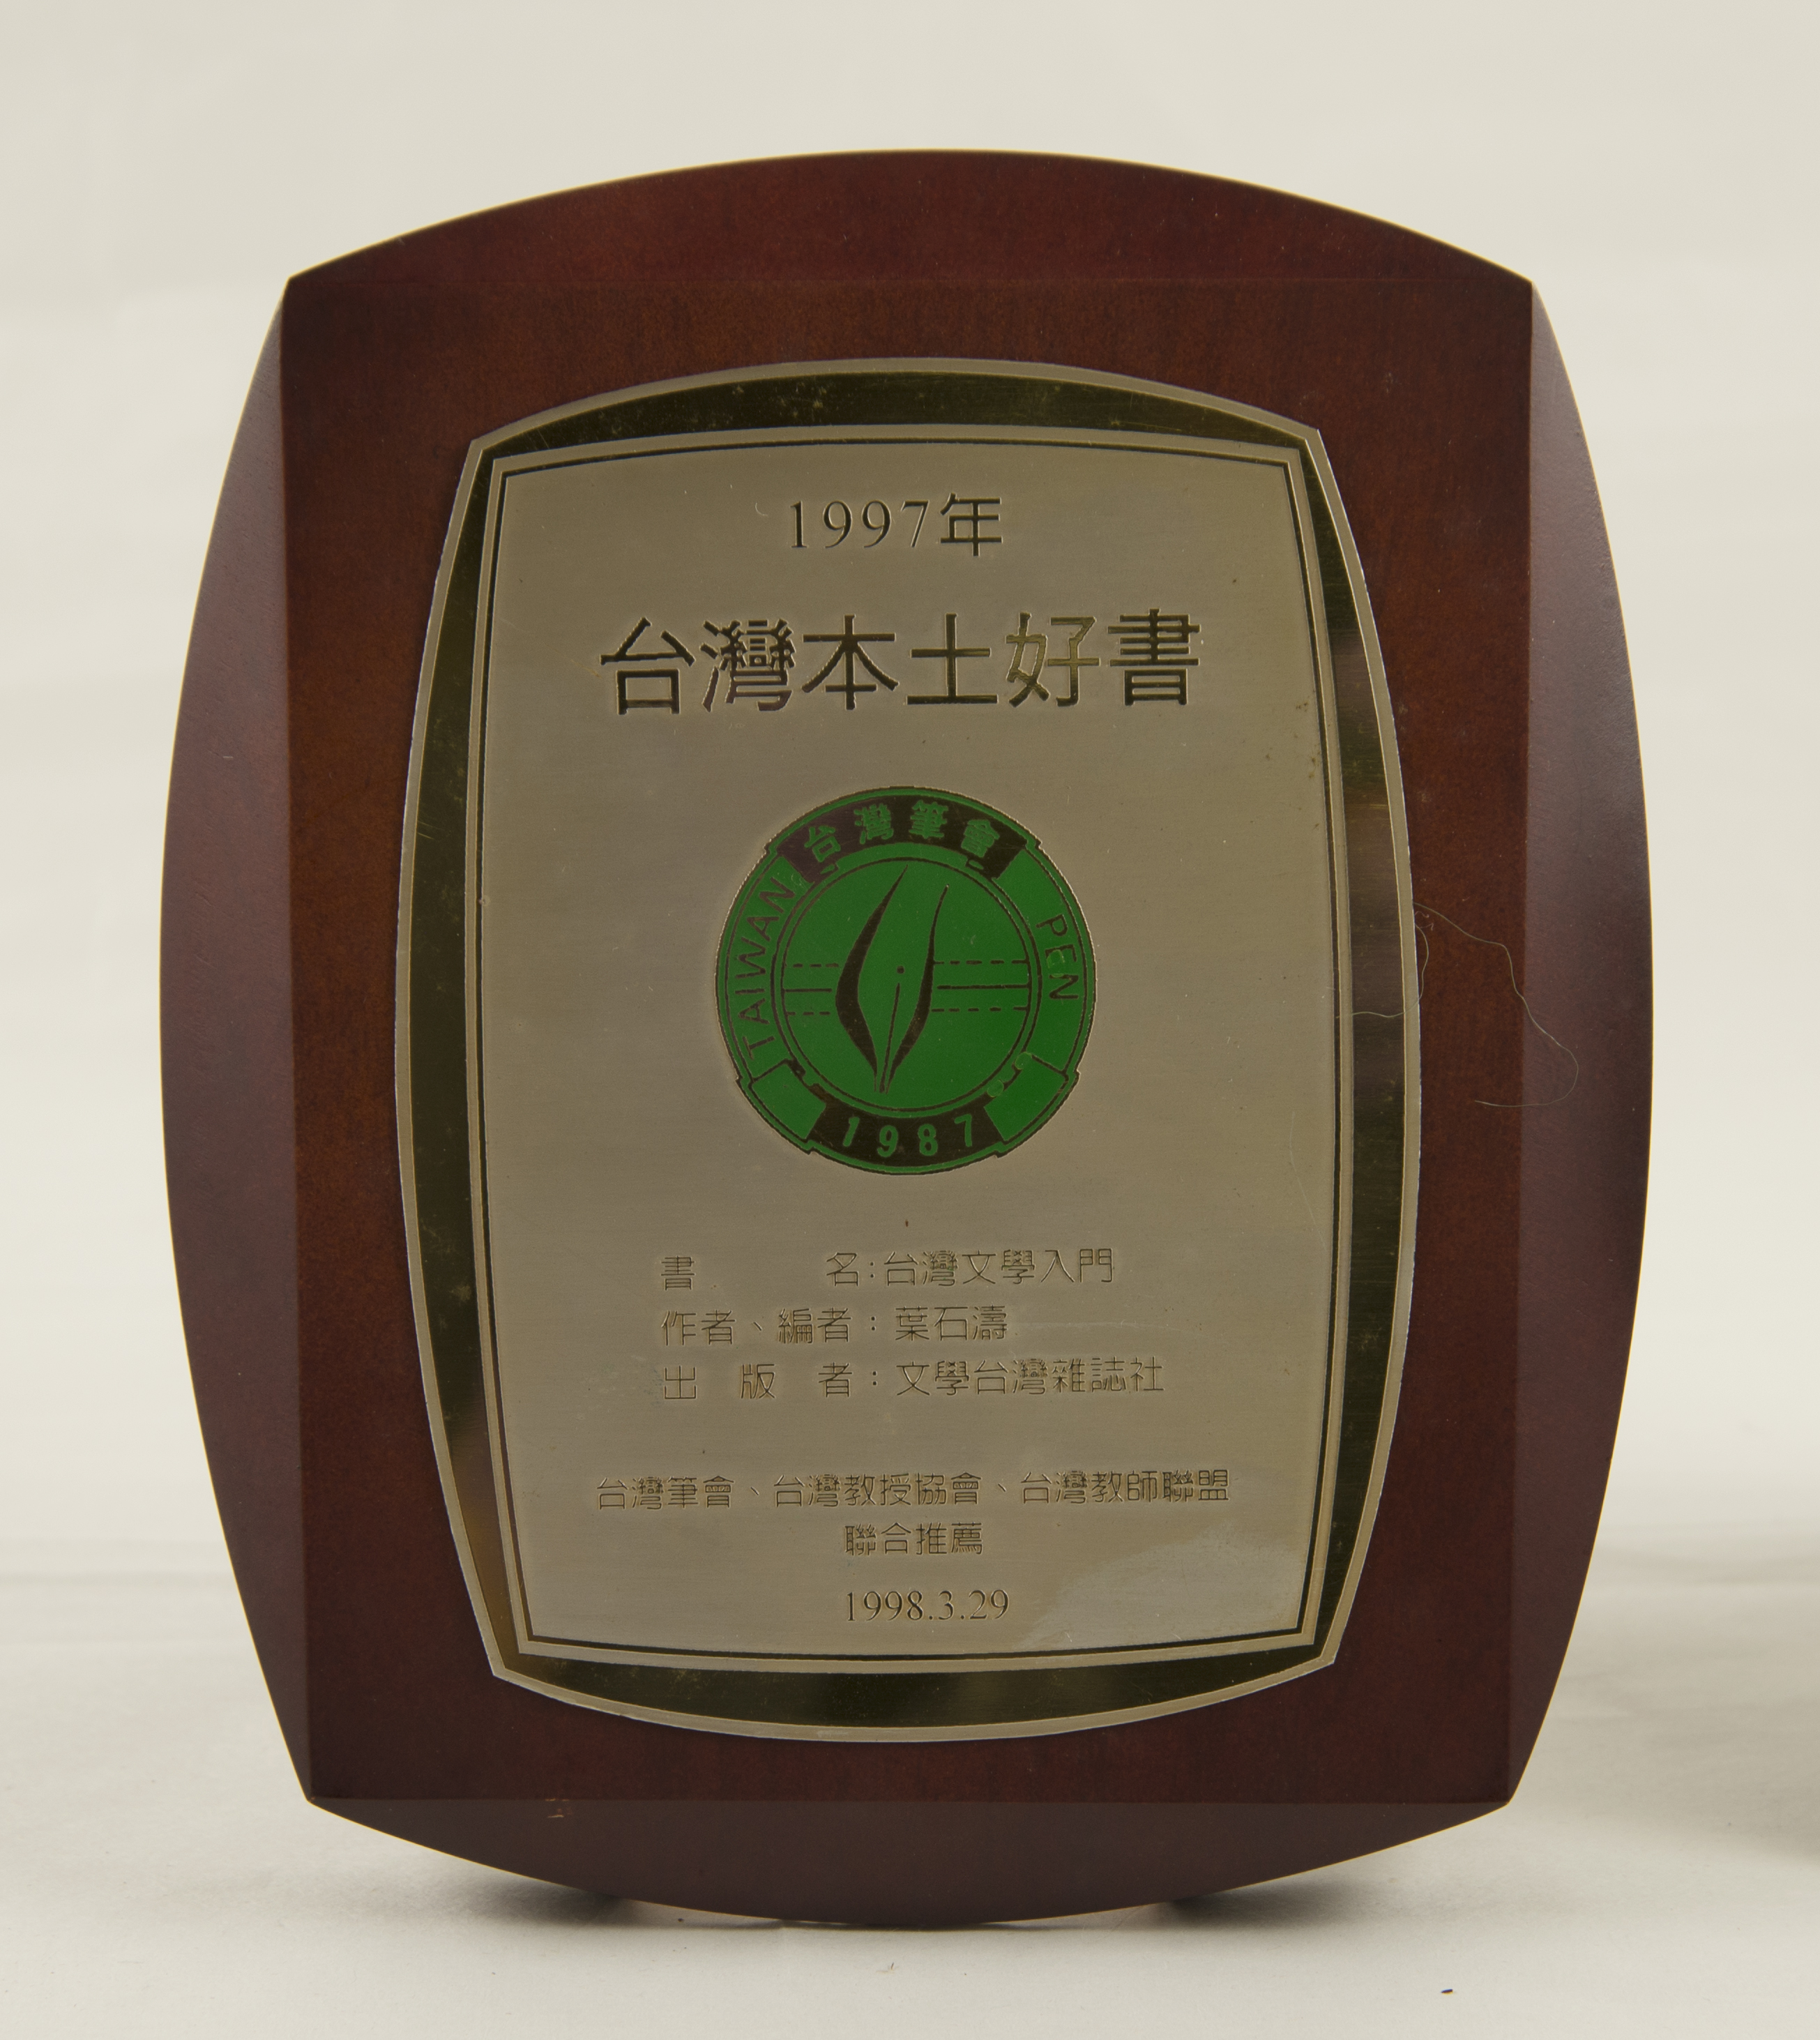 1997年
台灣本土好書
台灣筆會
TAIWAN PEN
1987
書 名:台灣文學入門
作者、編者：葉石濤
出 版 者：文學台灣雜誌社
台灣筆會、台灣教授協會、台灣教師聯盟
聯合推薦
1998.3.29